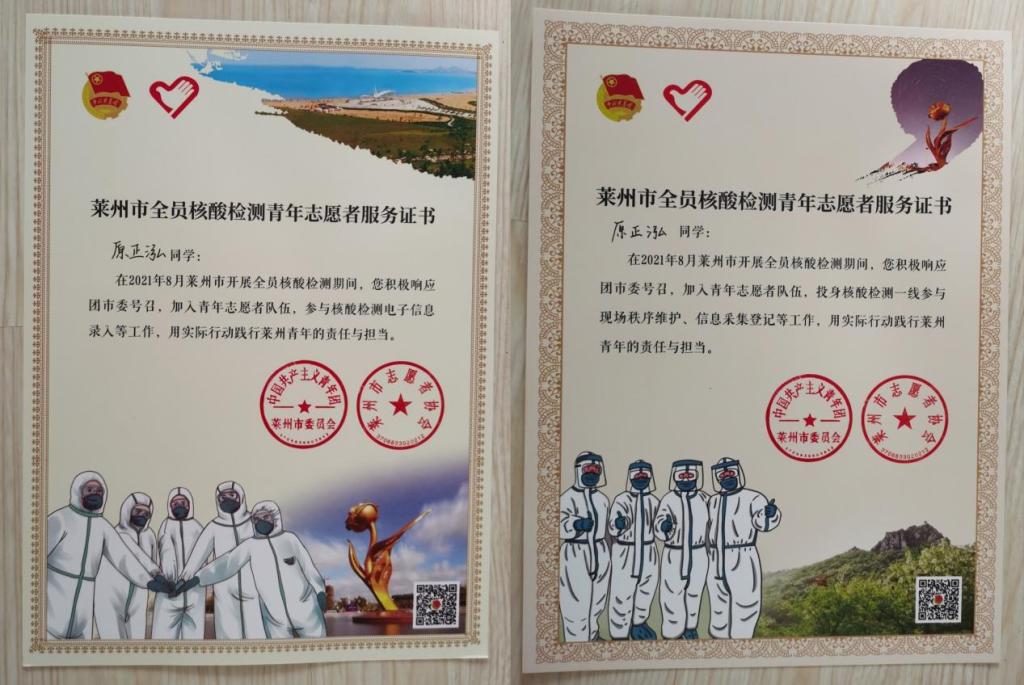 莱州市全员核酸检测青年志愿者服务证书
原正泓同学：
在2021年8月莱州市开展全员核酸检测期间，您积极响应
团市委号召，加入青年志愿者队伍，参与核酸检测电子信息
录入等工作，用实际行动践行莱州青年的责任与担当。
中国共产主义青年团
莱州市委员会
莱州市志愿者协会
莱州市全员核酸检测青年志愿者服务证书
原正泓 同学：
在2021年8月莱州市开展全员核酸检测期间，您积极响应
团市委号召，加入青年志愿者队伍，投身核酸检测一线参与
现场秩序维护、信息采集登记等工作，用实际行动践行莱州
青年的责任与担当。
中国共产主义青年团
莱州市委员会
莱州市志愿者协会